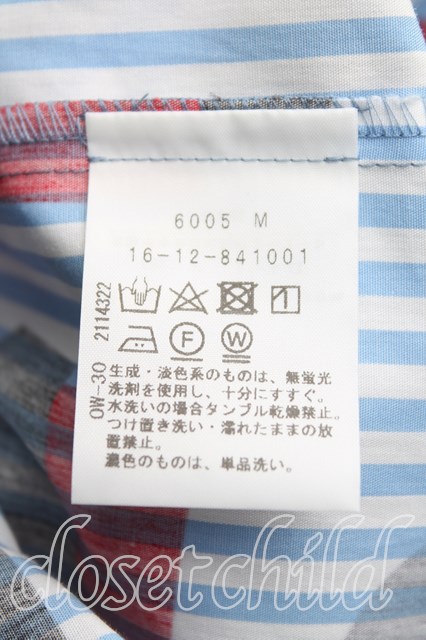 6005 M
16-12-841001
2114322
F
W
0W-30
生成・淡色系のものは、無蛍光
洗剤を使用し、十分にすすぐ。
水洗いの場合タンブル乾燥禁止。
つけ置き洗い・濡れたままの放
置禁止。
濃色のものは、単品洗い。
closetchild